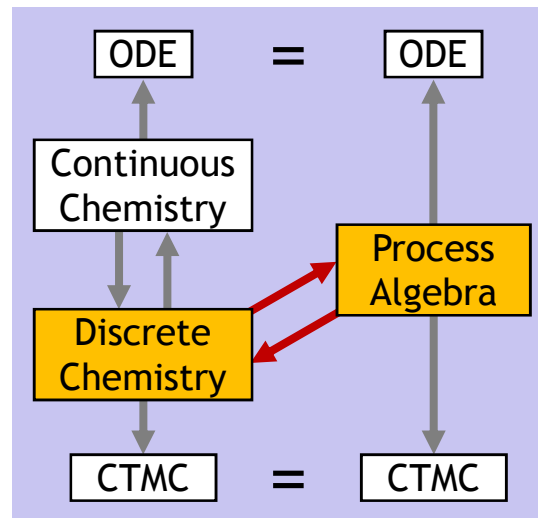 ODE = ODE
Continuous
Chemistry
Process
Algebra
Discrete
Chemistry
CTMC = CTMC